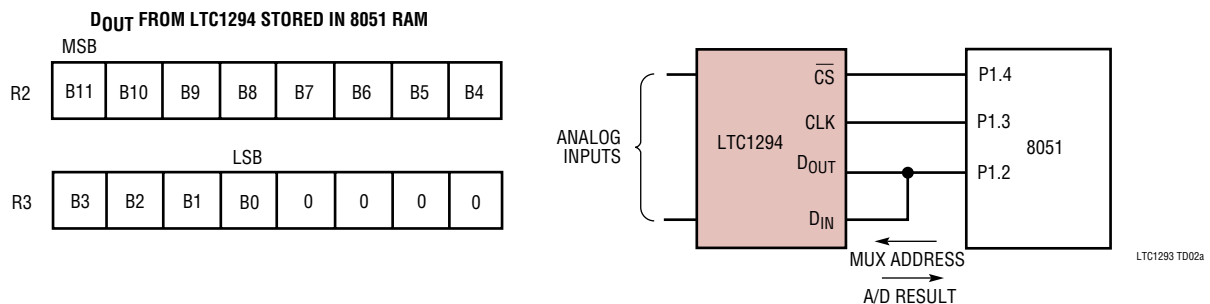 DOUT FROM LTC1294 STORED IN 8051 RAM
MSB
R2 B11 B10 B9 B8 B7 B6 B5 B4
LSB
R3 B3 B2 B1 B0 0 0 0 0
ANALOG
INPUTS
LTC1294
CS
CLK
DOUT
DIN
P1.4
P1.3
P1.2
8051
MUX ADDRESS
A/D RESULT
LTC1293 TD02a